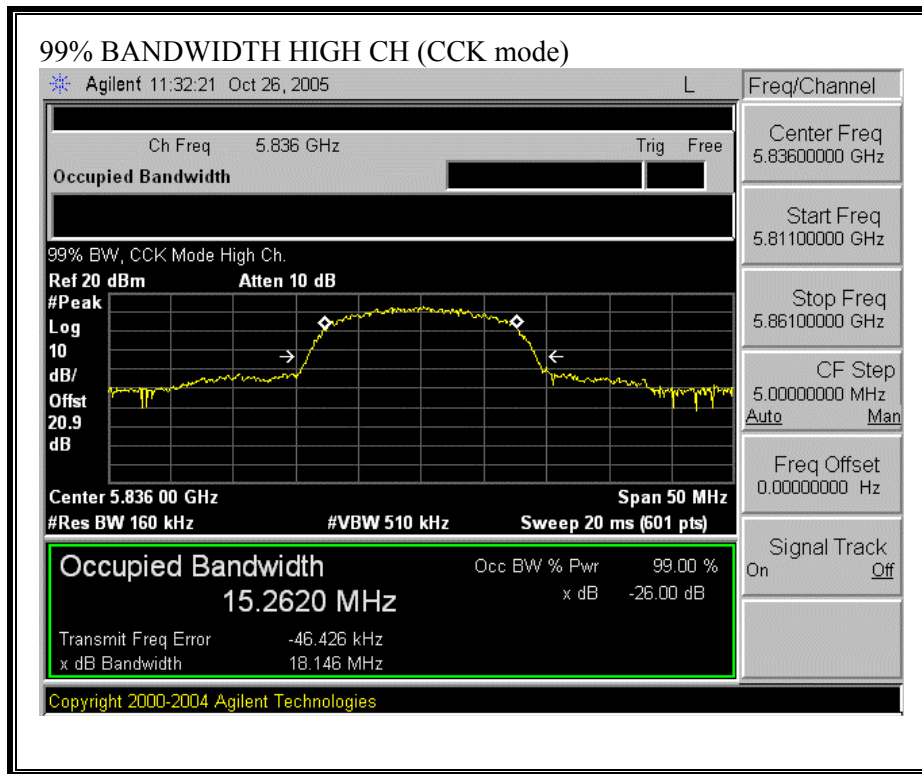 99% BANDWIDTH HIGH CH (CCK mode)
Agilent 11:32:21 Oct 26, 2005 L
Freq/Channel
Ch Freq 5.836 GHz Trig Free
Occupied Bandwidth
Center Freq
5.83600000 GHz
Start Freq
5.81100000 GHz
Stop Freq
5.86100000 GHz
CF Step
5.00000000 MHz
Auto Man
Freq Offset
0.00000000 Hz
Signal Track
On Off
99% BW, CCK Mode High Ch.
Ref 20 dBm Atten 10 dB
#Peak
Log
10
dB/
Offst
20.9
dB
Center 5.836 00 GHz Span 50 MHz
#Res BW 160 kHz #VBW 510 kHz Sweep 20 ms (601 pts)
Occupied Bandwidth Occ BW % Pwr 99.00 %
15.2620 MHz x dB -26.00 dB
Transmit Freq Error -46.426 kHz
x dB Bandwidth 18.146 MHz
Copyright 2000-2004 Agilent Technologies